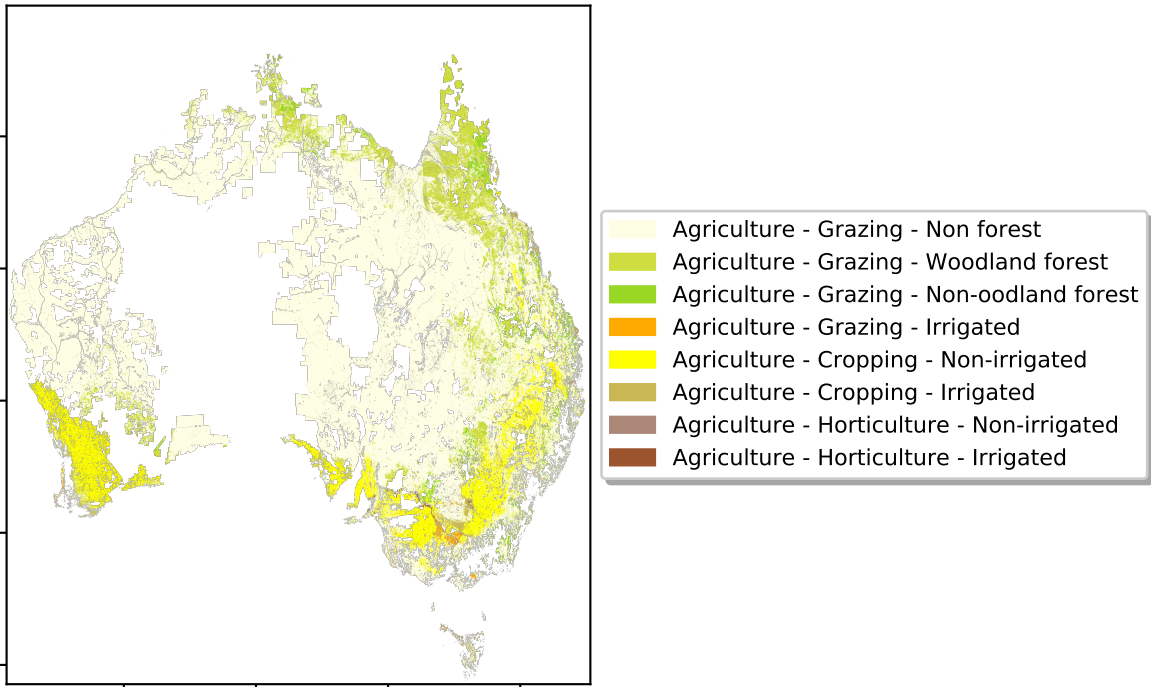 Agriculture - Grazing - Non forest
Agriculture - Grazing - Woodland forest
Agriculture - Grazing - Non-oodland forest
Agriculture - Grazing - Irrigated
Agriculture - Cropping - Non-irrigated
Agriculture - Cropping - Irrigated
Agriculture - Horticulture - Non-irrigated
Agriculture - Horticulture - Irrigated